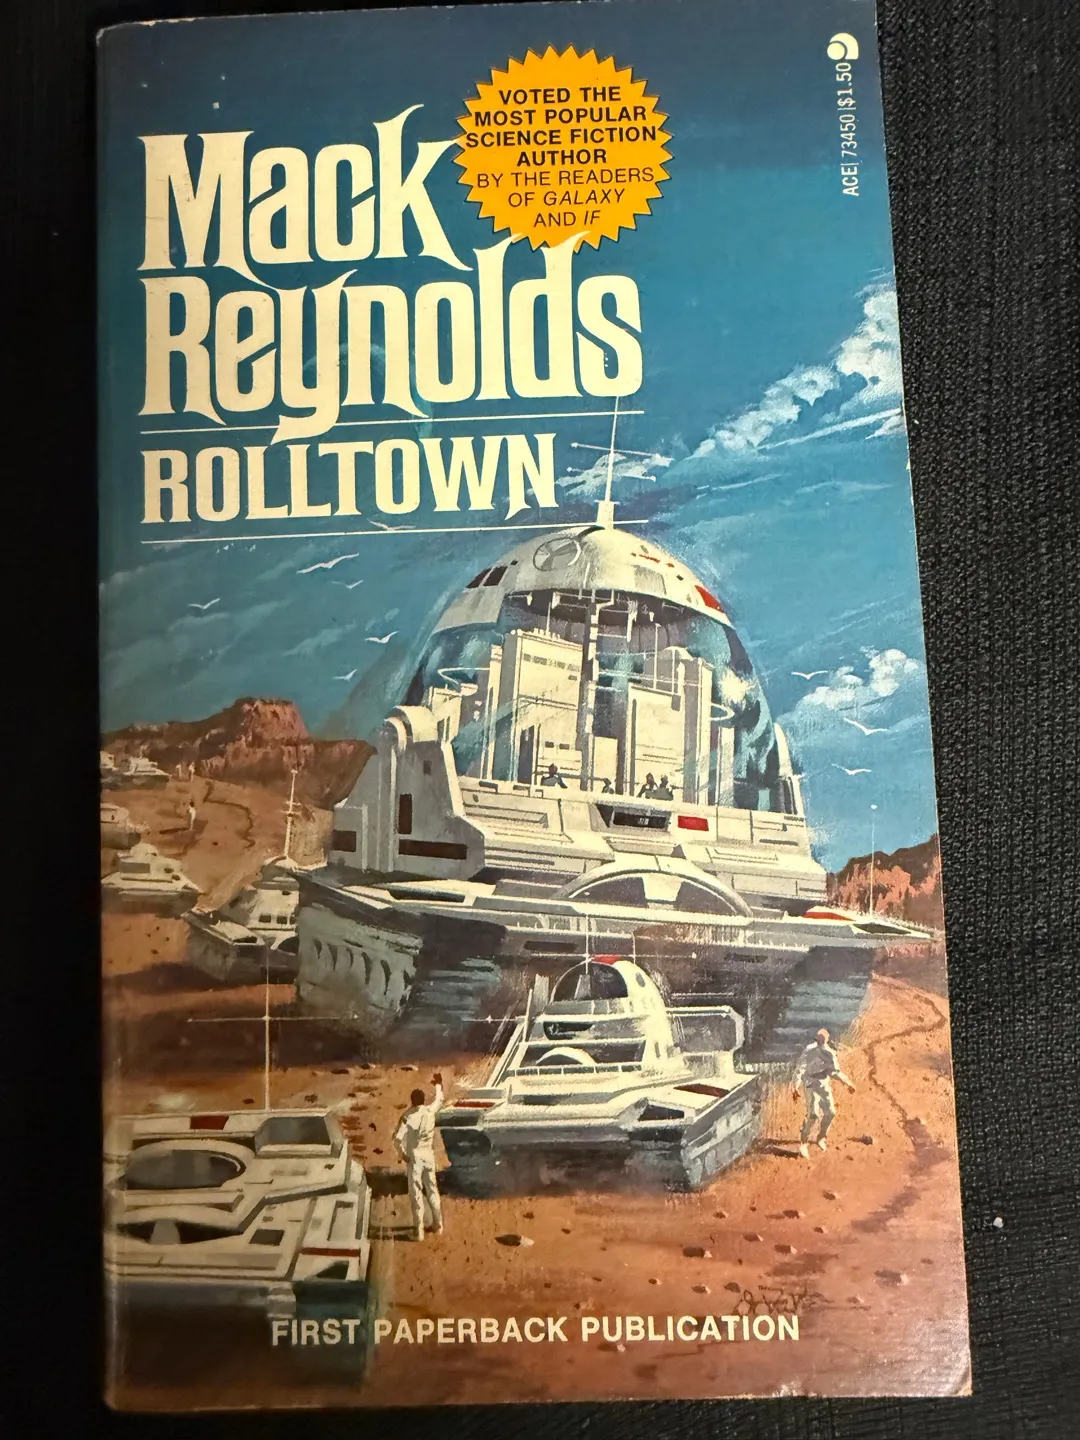 ACE | 73450 | $1.50
VOTED THE
MOST POPULAR
SCIENCE FICTION
AUTHOR
BY THE READERS
OF GALAXY
AND IF
Mack
Reynolds
ROLLTOWN
FIRST PAPERBACK PUBLICATION